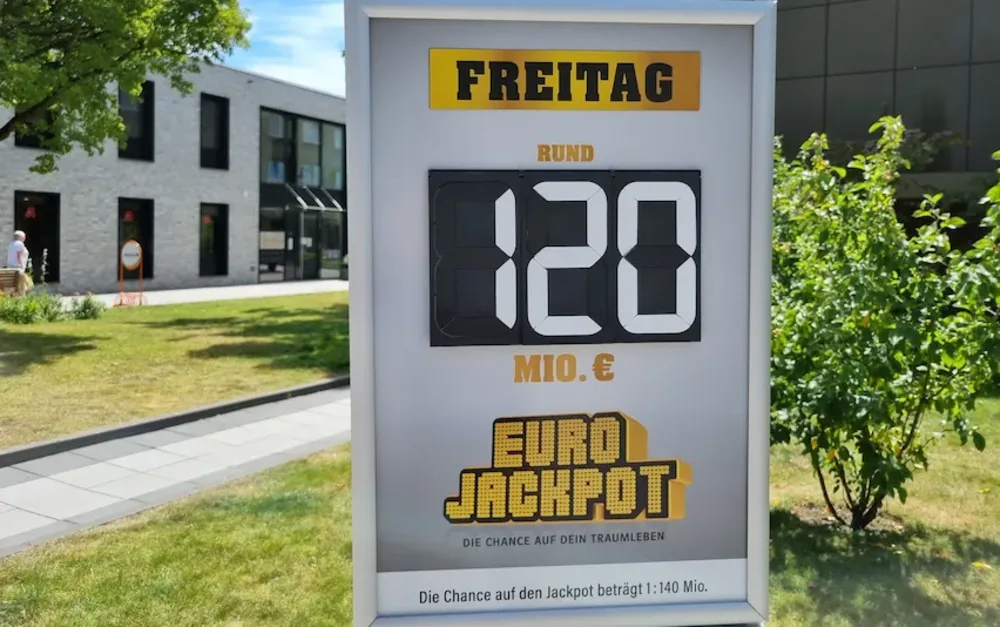 FREITAG
RUND
120
MIO. €
EURO
JACKPOT
DIE CHANCE AUF DEIN TRAUMLEBEN
Die Chance auf den Jackpot beträgt 1:140 Mio.